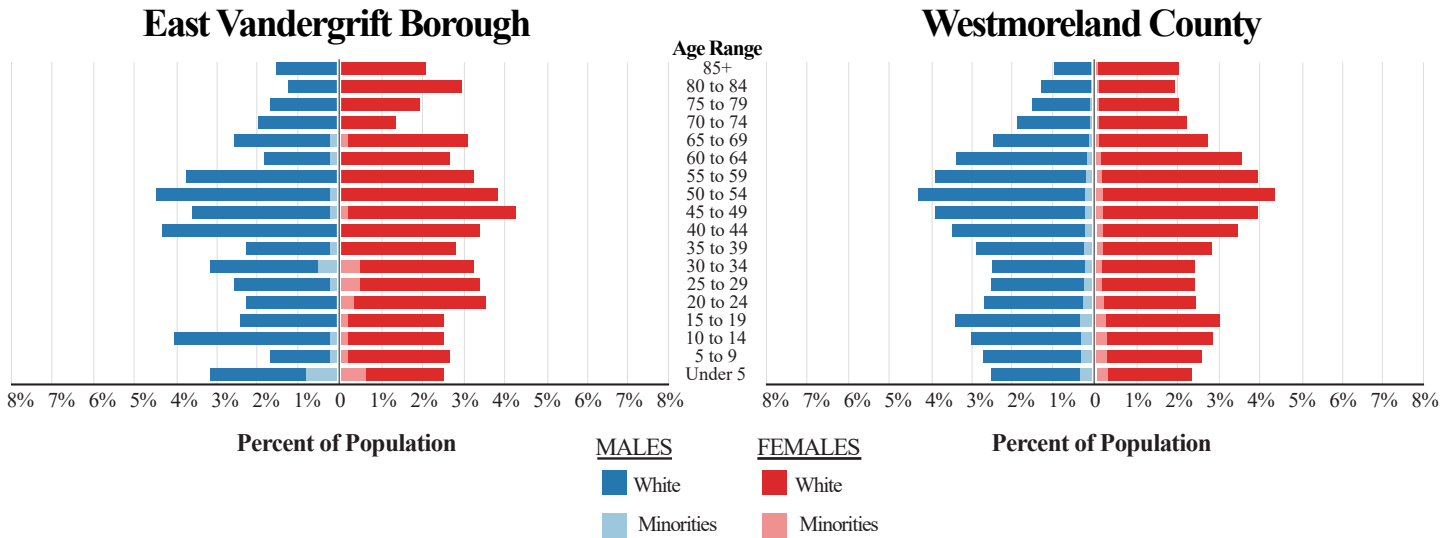 East Vandergrift Borough
Westmoreland County
Age Range
85+
80 to 84
75 to 79
70 to 74
65 to 69
60 to 64
55 to 59
50 to 54
45 to 49
40 to 44
35 to 39
30 to 34
25 to 29
20 to 24
15 to 19
10 to 14
5 to 9
Under 5
8% 7% 6% 5% 4% 3% 2% 1% 0 1% 2% 3% 4% 5% 6% 7% 8%
8% 7% 6% 5% 4% 3% 2% 1% 0 1% 2% 3% 4% 5% 6% 7% 8%
Percent of Population
Percent of Population
MALES
White
Minorities
FEMALES
White
Minorities